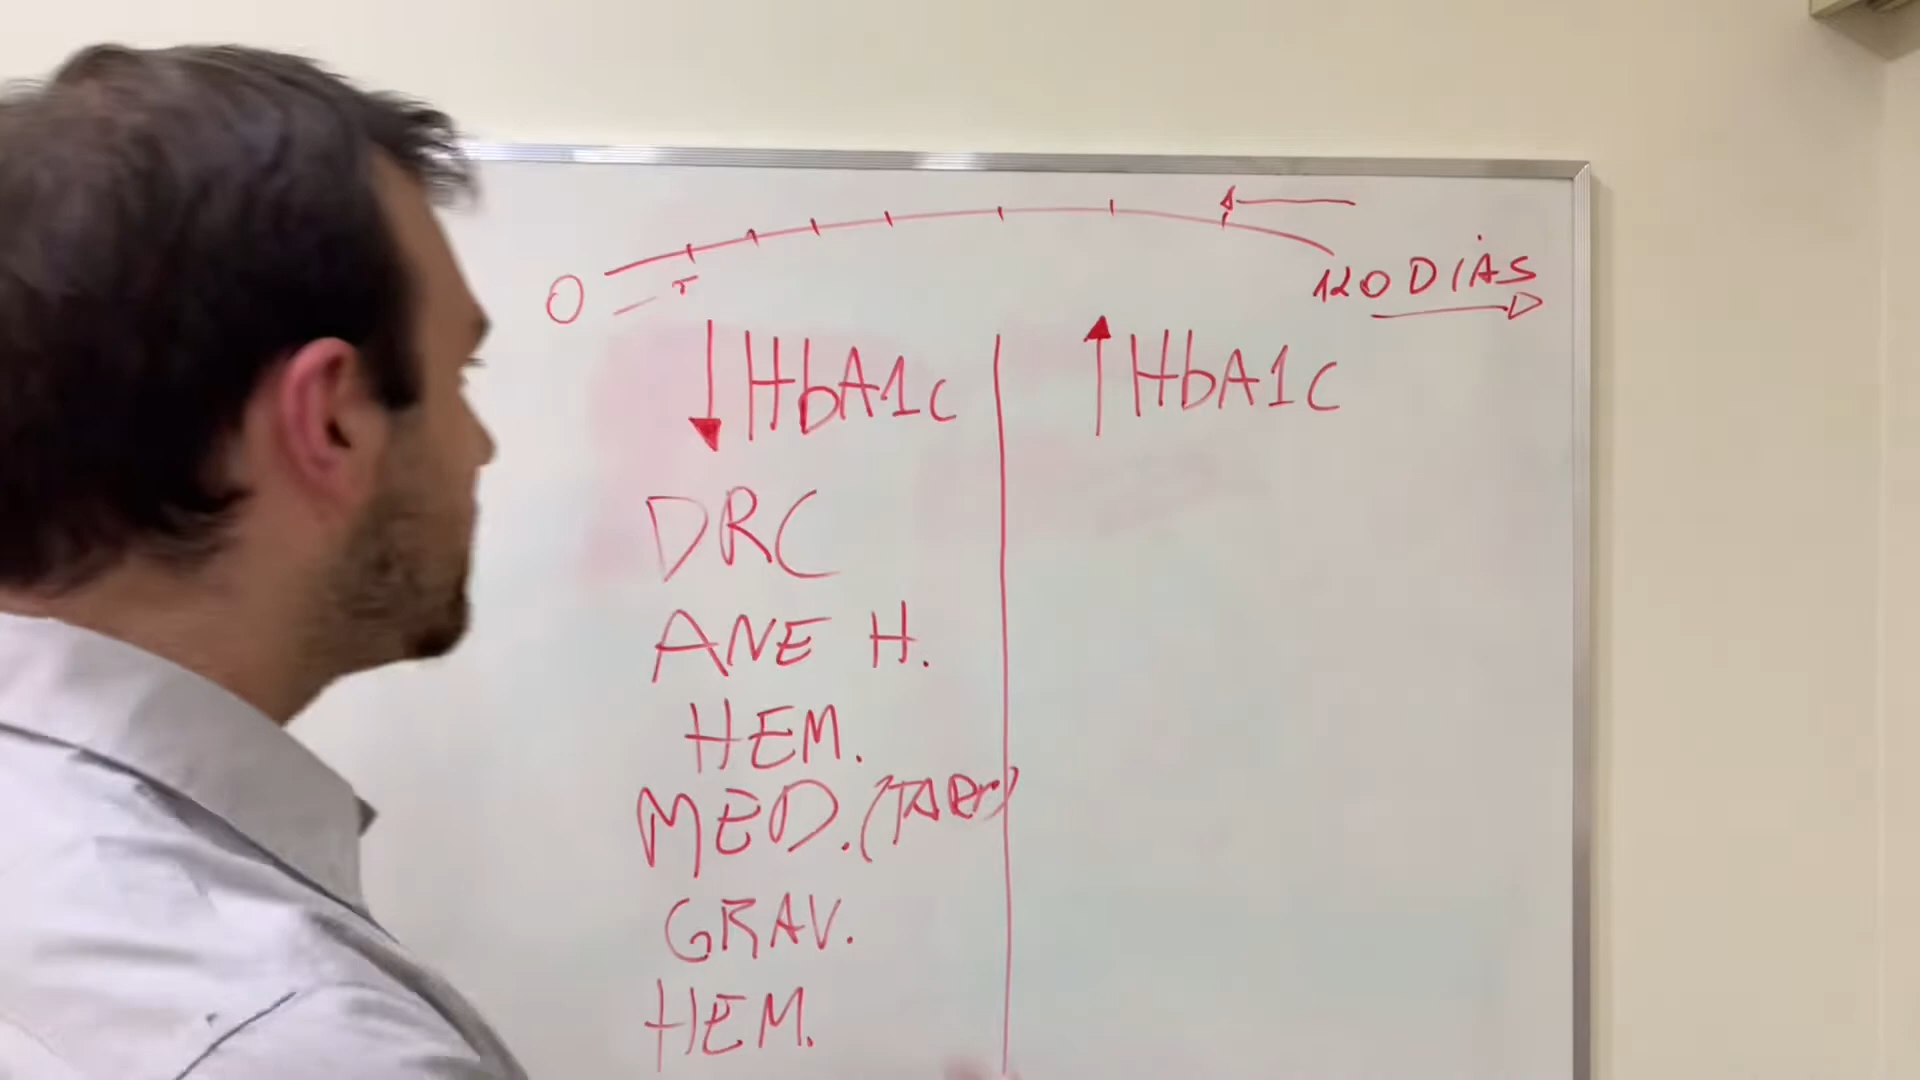 0
120 DIAS
↓ HbA1c
↑ HbA1c
DRC
ANE H.
HEM.
MED.
GRAV.
HEM.